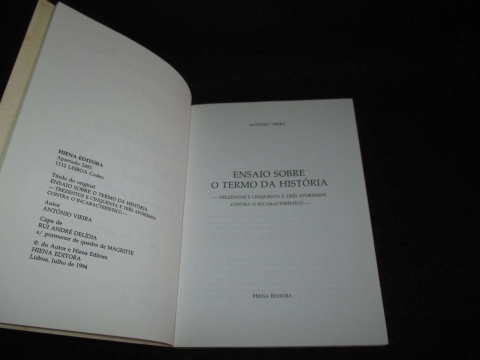 HIENA EDITORA
Apartado 2481
1112 LISBOA Codex
Título do original
ENSAIO SOBRE O TERMO DA HISTÓRIA
— TREZENTOS E CINQUENTA E TRÊS AFORISMOS
CONTRA O INCARACTERÍSTICO —
Autor
ANTÓNIO VIEIRA
Capa de
RUI ANDRÉ DELÍDIA
s/ pormenor de quadro de MAGRITTE
© do Autor e Hiena Editora
HIENA EDITORA
Lisboa, Julho de 1994
ANTÓNIO VIEIRA
ENSAIO SOBRE
O TERMO DA HISTÓRIA
— TREZENTOS E CINQUENTA E TRÊS AFORISMOS
CONTRA O INCARACTERÍSTICO —
HIENA EDITORA